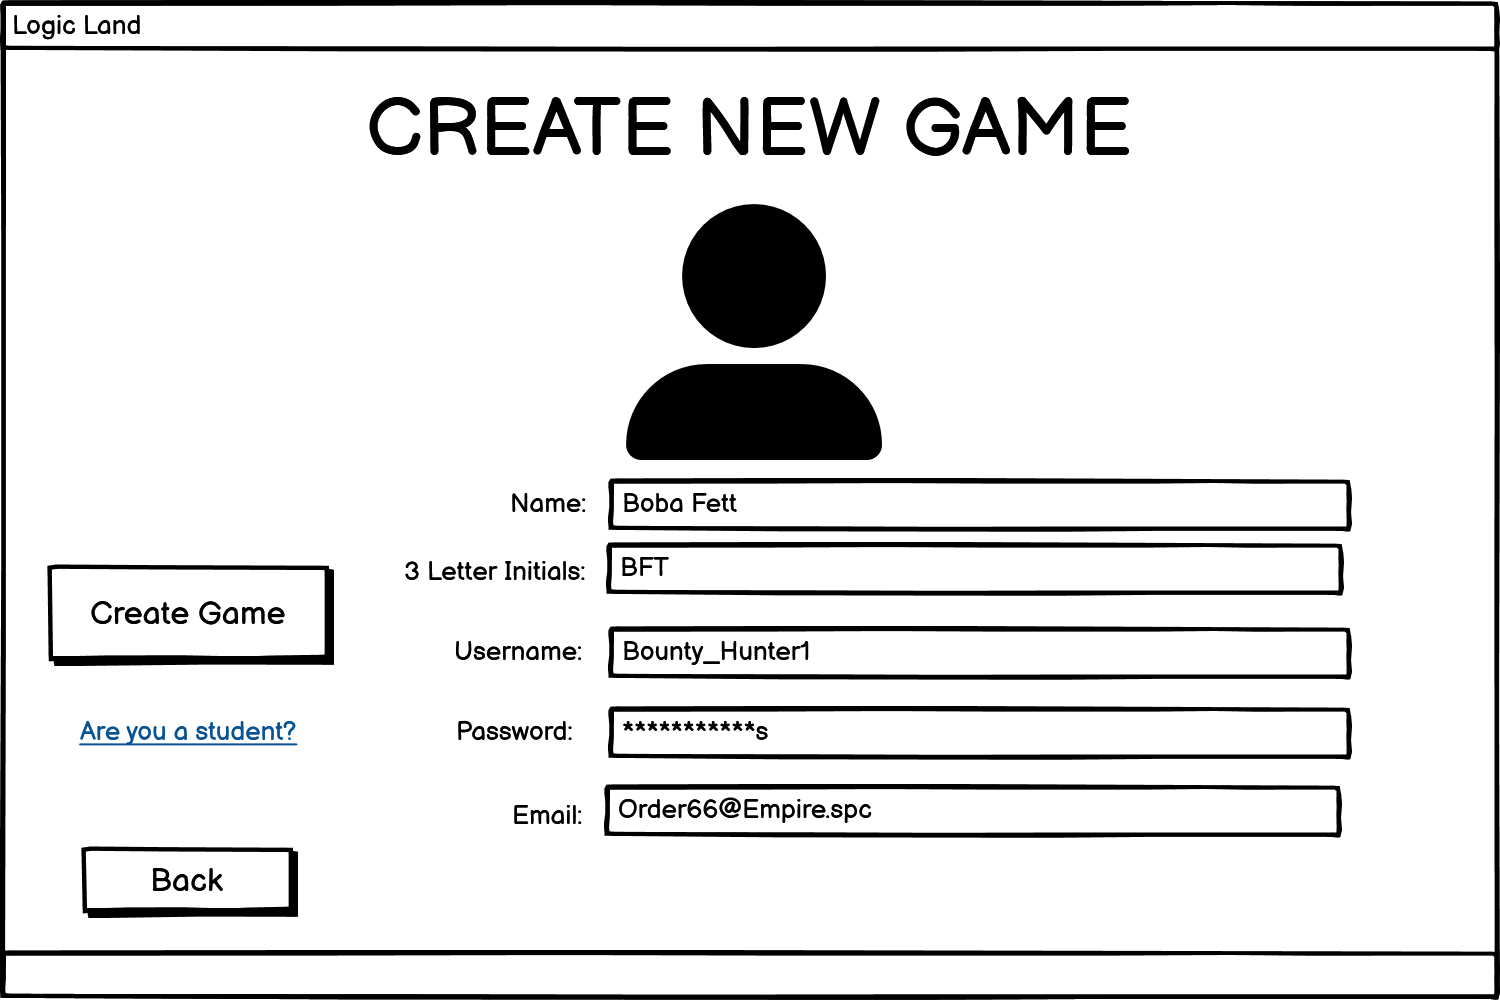 Logic Land
CREATE NEW GAME
Name: Boba Fett
3 Letter Initials: BFT
Create Game
Username: Bounty_Hunter1
Are you a student?
Password: ***********s
Email: Order66@Empire.spc
Back